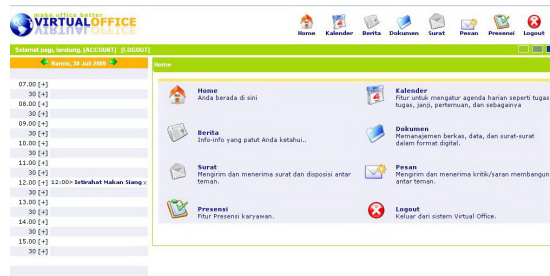 make office better
VIRTUALOFFICE
Home Kalender Berita Dokumen Surat Pesan Presensi Logout
Selamat pagi, lendung. [ACCOUNT] [LOGOUT]
Kamis, 30 Juli 2009
Home
07.00 [+]
30 [+]
08.00 [+]
30 [+]
09.00 [+]
30 [+]
10.00 [+]
30 [+]
11.00 [+]
30 [+]
12.00 [+] 12:00> Istirahat Makan Siang x
30 [+]
13.00 [+]
30 [+]
14.00 [+]
30 [+]
15.00 [+]
30 [+]
Home
Anda berada di sini
Kalender
Fitur untuk mengatur agenda harian seperti tugas
tugas, janji, pertemuan, dan sebagainya
Berita
Info-info yang patut Anda ketahui..
Dokumen
Memanajemen berkas, data, dan surat-surat
dalam format digital.
Surat
Mengirim dan menerima surat dan disposisi antar
teman.
Pesan
Mengirim dan menerima kritik/saran membangun
antar teman.
Presensi
Fitur Presensi karyawan.
Logout
Keluar dari sistem Virtual Office.